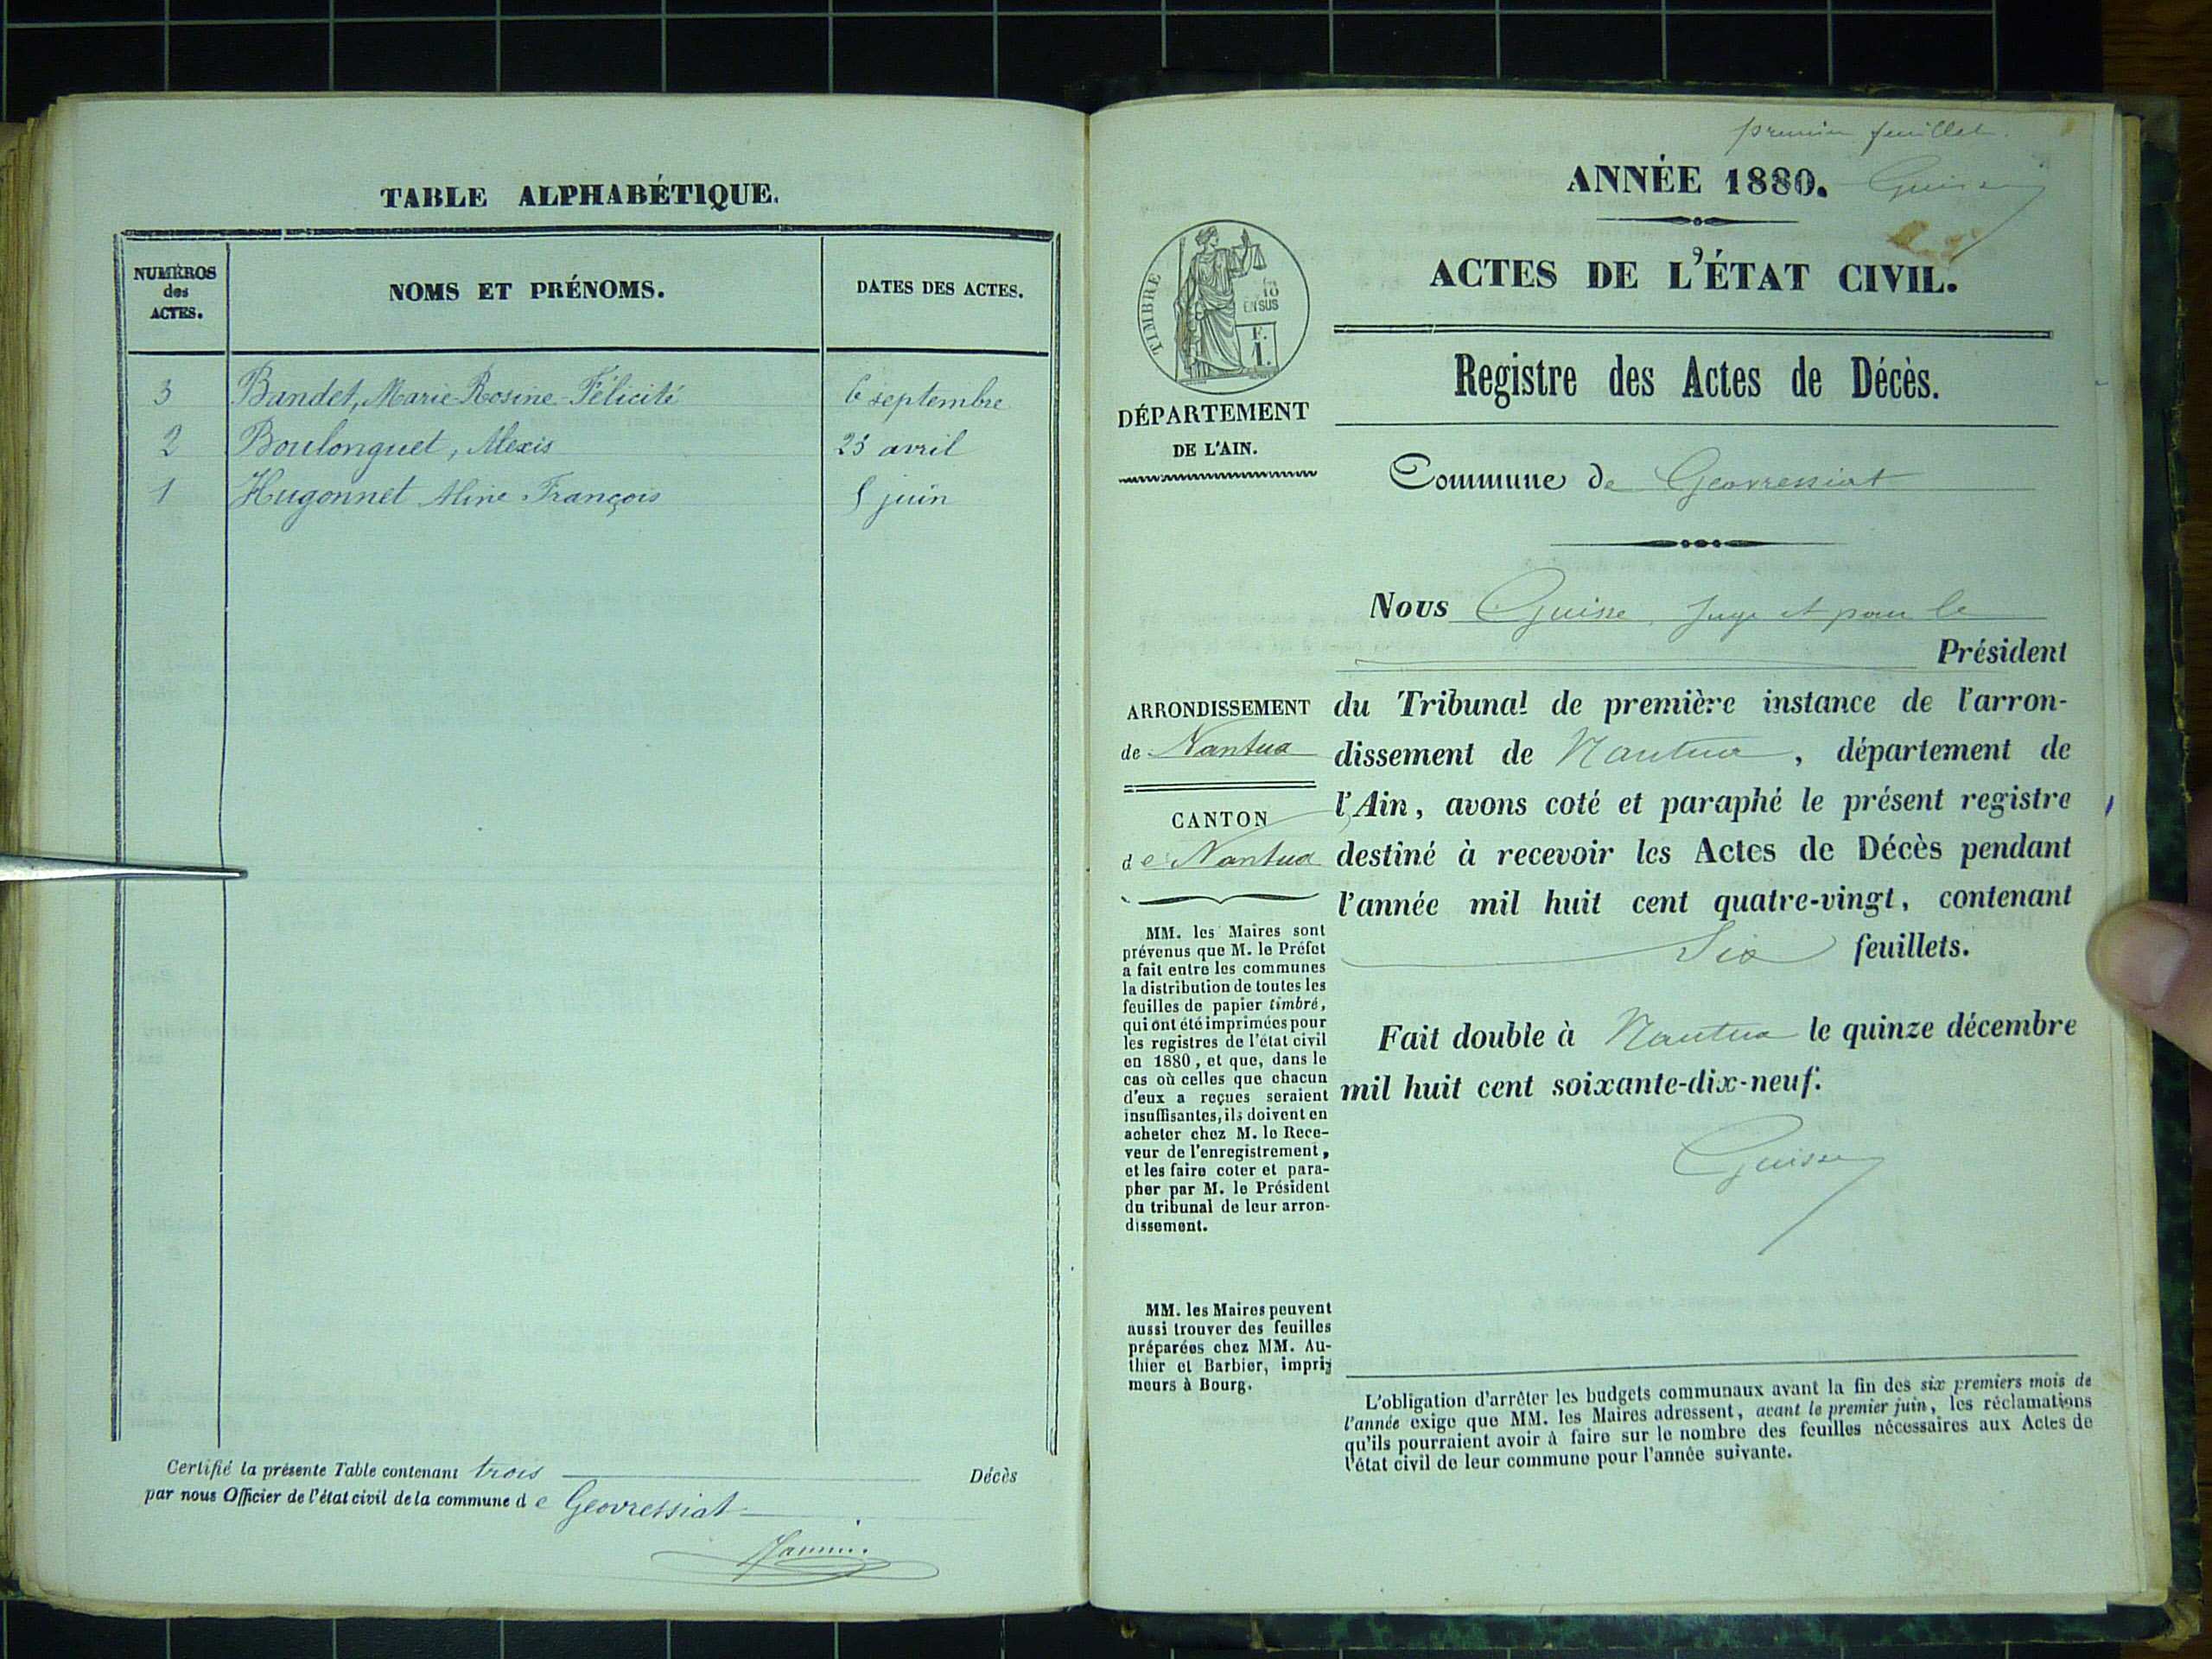 TABLE ALPHABÉTIQUE.
NUMÉROS des ACTES.
NOMS ET PRÉNOMS.
DATES DES ACTES.
3 Bandet, Marie-Rosine-Félicité 6 septembre
2 Boulonguet, Alexis 23 avril
1 Hugonnet Aline François 8 juin
Certifié la présente Table contenant trois Décès
par nous Officier de l'état civil de la commune de Geovressiat
premier feuillet.
Guisse
ANNÉE 1880.
ACTES DE L'ÉTAT CIVIL.
TIMBRE
10
EN SUS
Registre des Actes de Décès.
DÉPARTEMENT
DE L'AIN.
Commune de Geovressiat
Nous Guisse, Juge et pour le
Président
du Tribunal de première instance de l'arron-
dissement de Nantua, département de
l'Ain, avons coté et paraphé le présent registre
destiné à recevoir les Actes de Décès pendant
l'année mil huit cent quatre-vingt, contenant
Six feuillets.
Fait double à Nantua le quinze décembre
mil huit cent soixante-dix-neuf.
Guisse
ARRONDISSEMENT
de Nantua
CANTON
de Nantua
MM. les Maires sont
prévenus que M. le Préfet
a fait entre les communes
la distribution de toutes les
feuilles de papier timbré,
qui ont été imprimées pour
les registres de l'état civil
en 1880, et que, dans le
cas où celles que chacun
d'eux a reçues seraient
insuffisantes, ils doivent en
acheter chez M. le Rece-
veur de l'enregistrement,
et les faire coter et para-
pher par M. le Président
du tribunal de leur arron-
dissement.
MM. les Maires peuvent
aussi trouver des feuilles
préparées chez MM. Au-
thier et Barbier, impri-
meurs à Bourg.
L'obligation d'arrêter les budgets communaux avant la fin des six premiers mois de
l'année exige que MM. les Maires adressent, avant le premier juin, les réclamations
qu'ils pourraient avoir à faire sur le nombre des feuilles nécessaires aux Actes de
l'état civil de leur commune pour l'année suivante.